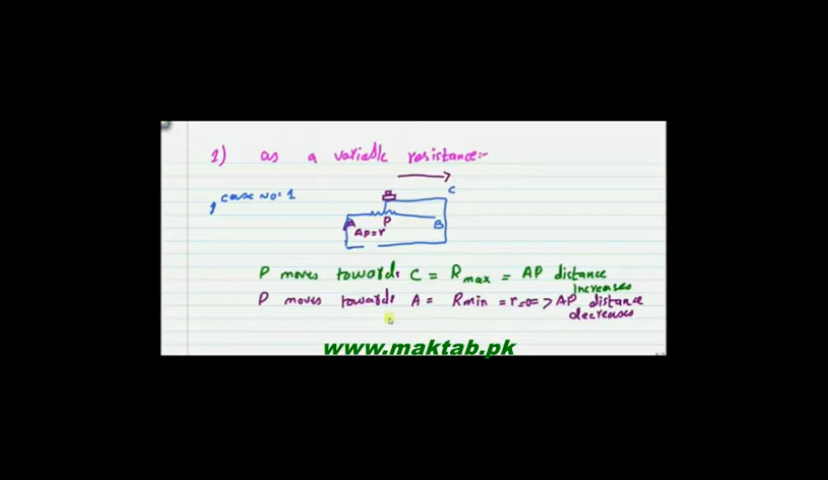 1) as a variable resistance:-
C
case No: 1
A P B
AP=r
P moves towards C = Rmax = AP distance
increases
P moves towards A = Rmin = r=0=> AP distance
decreases
www.maktab.pk